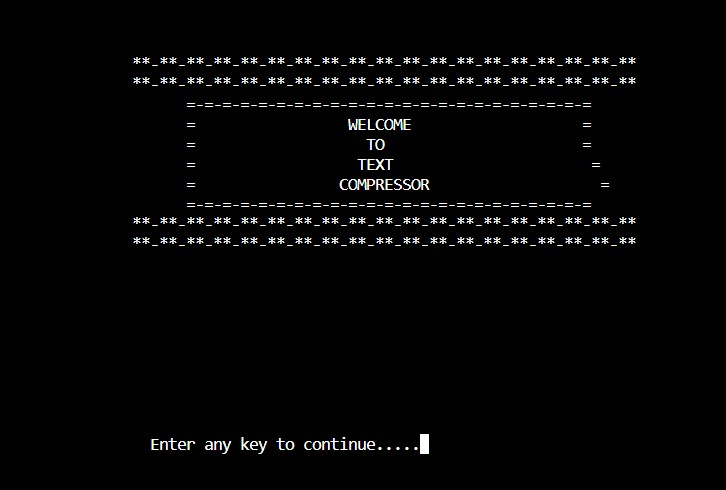 **-**-**-**-**-**-**-**-**-**-**-**-**-**-**-**-**-**-**
**-**-**-**-**-**-**-**-**-**-**-**-**-**-**-**-**-**-**
=-=-=-=-=-=-=-=-=-=-=-=-=-=-=-=-=-=-=-=-=-=-=
= WELCOME =
= TO =
= TEXT =
= COMPRESSOR =
=-=-=-=-=-=-=-=-=-=-=-=-=-=-=-=-=-=-=-=-=-=-=
**-**-**-**-**-**-**-**-**-**-**-**-**-**-**-**-**-**-**
**-**-**-**-**-**-**-**-**-**-**-**-**-**-**-**-**-**-**
Enter any key to continue.....